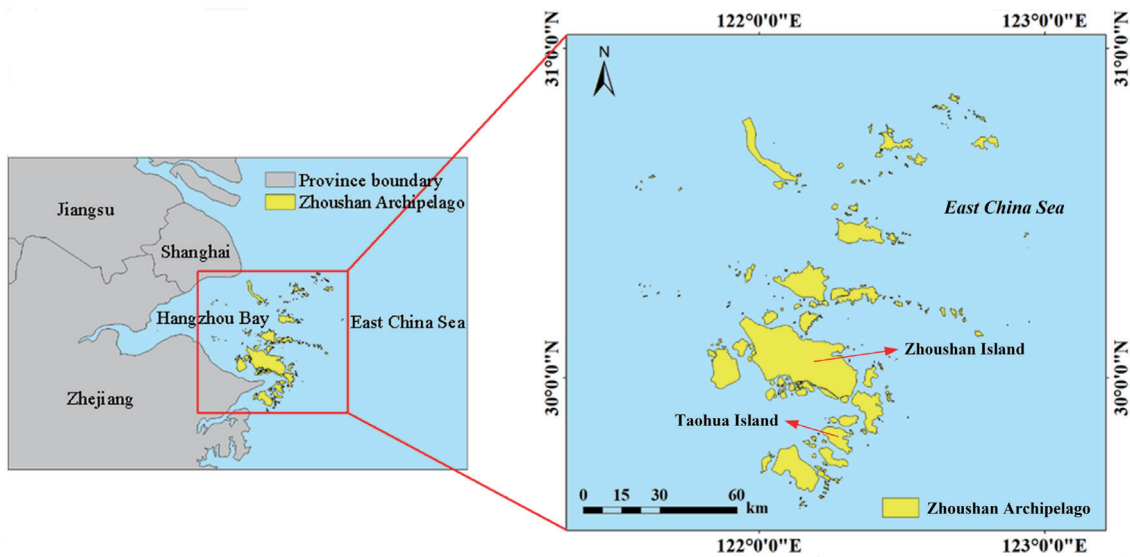 Province boundary
Zhoushan Archipelago
Jiangsu
Shanghai
Hangzhou Bay
East China Sea
Zhejiang
122°0'0"E 123°0'0"E
31°0'0"N 31°0'0"N
N
East China Sea
Zhoushan Island
30°0'0"N 30°0'0"N
Taohua Island
0 15 30 60
km
Zhoushan Archipelago
122°0'0"E 123°0'0"E